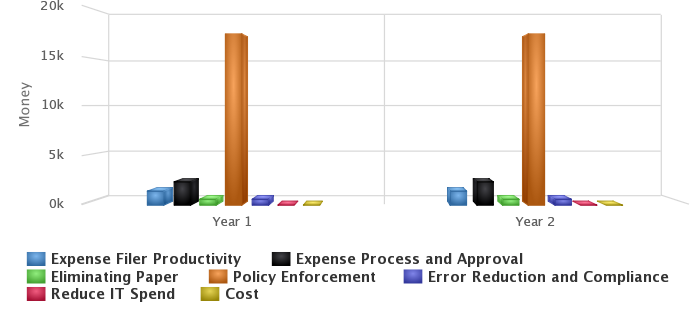 20k
15k
Money
10k
5k
0k
Year 1 Year 2
Expense Filer Productivity Expense Process and Approval
Eliminating Paper Policy Enforcement Error Reduction and Compliance
Reduce IT Spend Cost